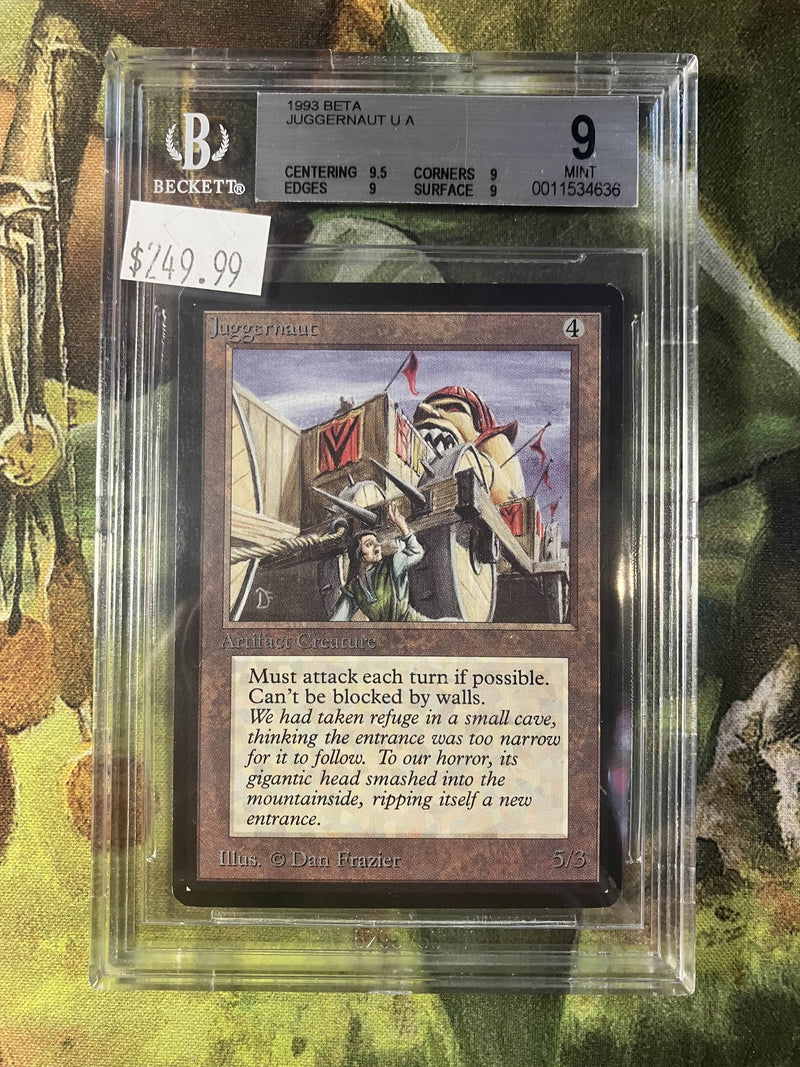 1993 BETA
JUGGERNAUT U A
9
MINT
CENTERING 9.5 CORNERS 9
EDGES 9 SURFACE 9
0011534636
B
BECKETT®
$249.99
Juggernaut 4
DF
Artifact Creature
Must attack each turn if possible.
Can't be blocked by walls.
We had taken refuge in a small cave,
thinking the entrance was too narrow
for it to follow. To our horror, its
gigantic head smashed into the
mountainside, ripping itself a new
entrance.
Illus. © Dan Frazier 5/3